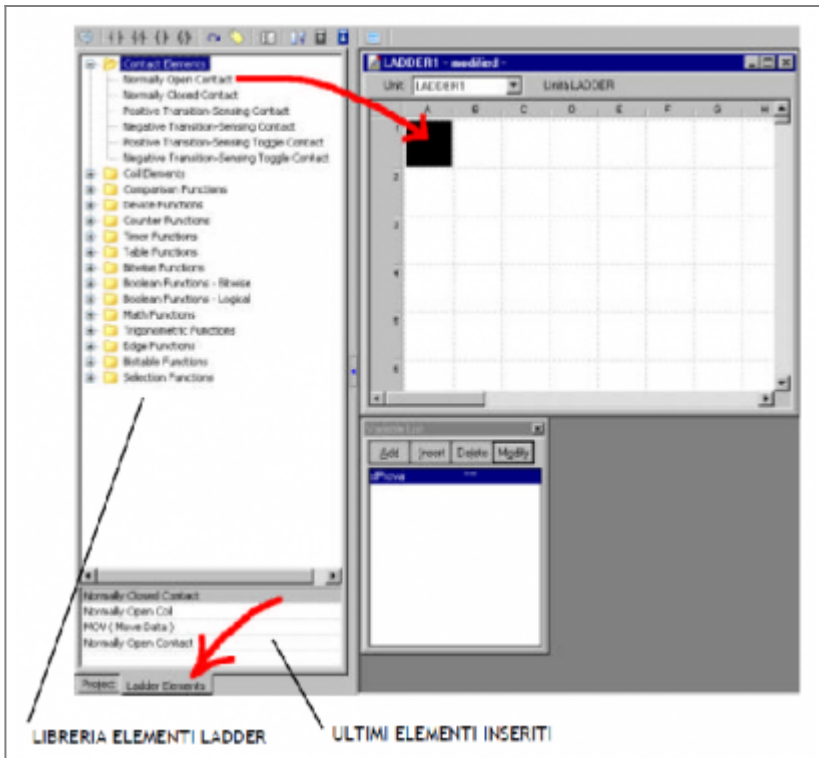 Contact Elements
Normally Open Contact
Normally Closed Contact
Positive Transition-Sensing Contact
Negative Transition-Sensing Contact
Positive Transition-Sensing Toggle Contact
Negative Transition-Sensing Toggle Contact
Coil Elements
Comparison Functions
Device Functions
Counter Functions
Timer Functions
Table Functions
Bitwise Functions
Boolean Functions - Bitwise
Boolean Functions - Logical
Math Functions
Trigonometric Functions
Edge Functions
Bistable Functions
Selection Functions
Normally Closed Contact
Normally Open Coil
MOV ( Move Data )
Normally Open Contact
Project Ladder Elements
LADDER1 - modified -
Unit LADDER1 Units LADDER
A B C D E F G H
1
2
3
4
5
6
Variable List
Add Insert Delete Modify
LIBRERIA ELEMENTI LADDER
ULTIMI ELEMENTI INSERITI